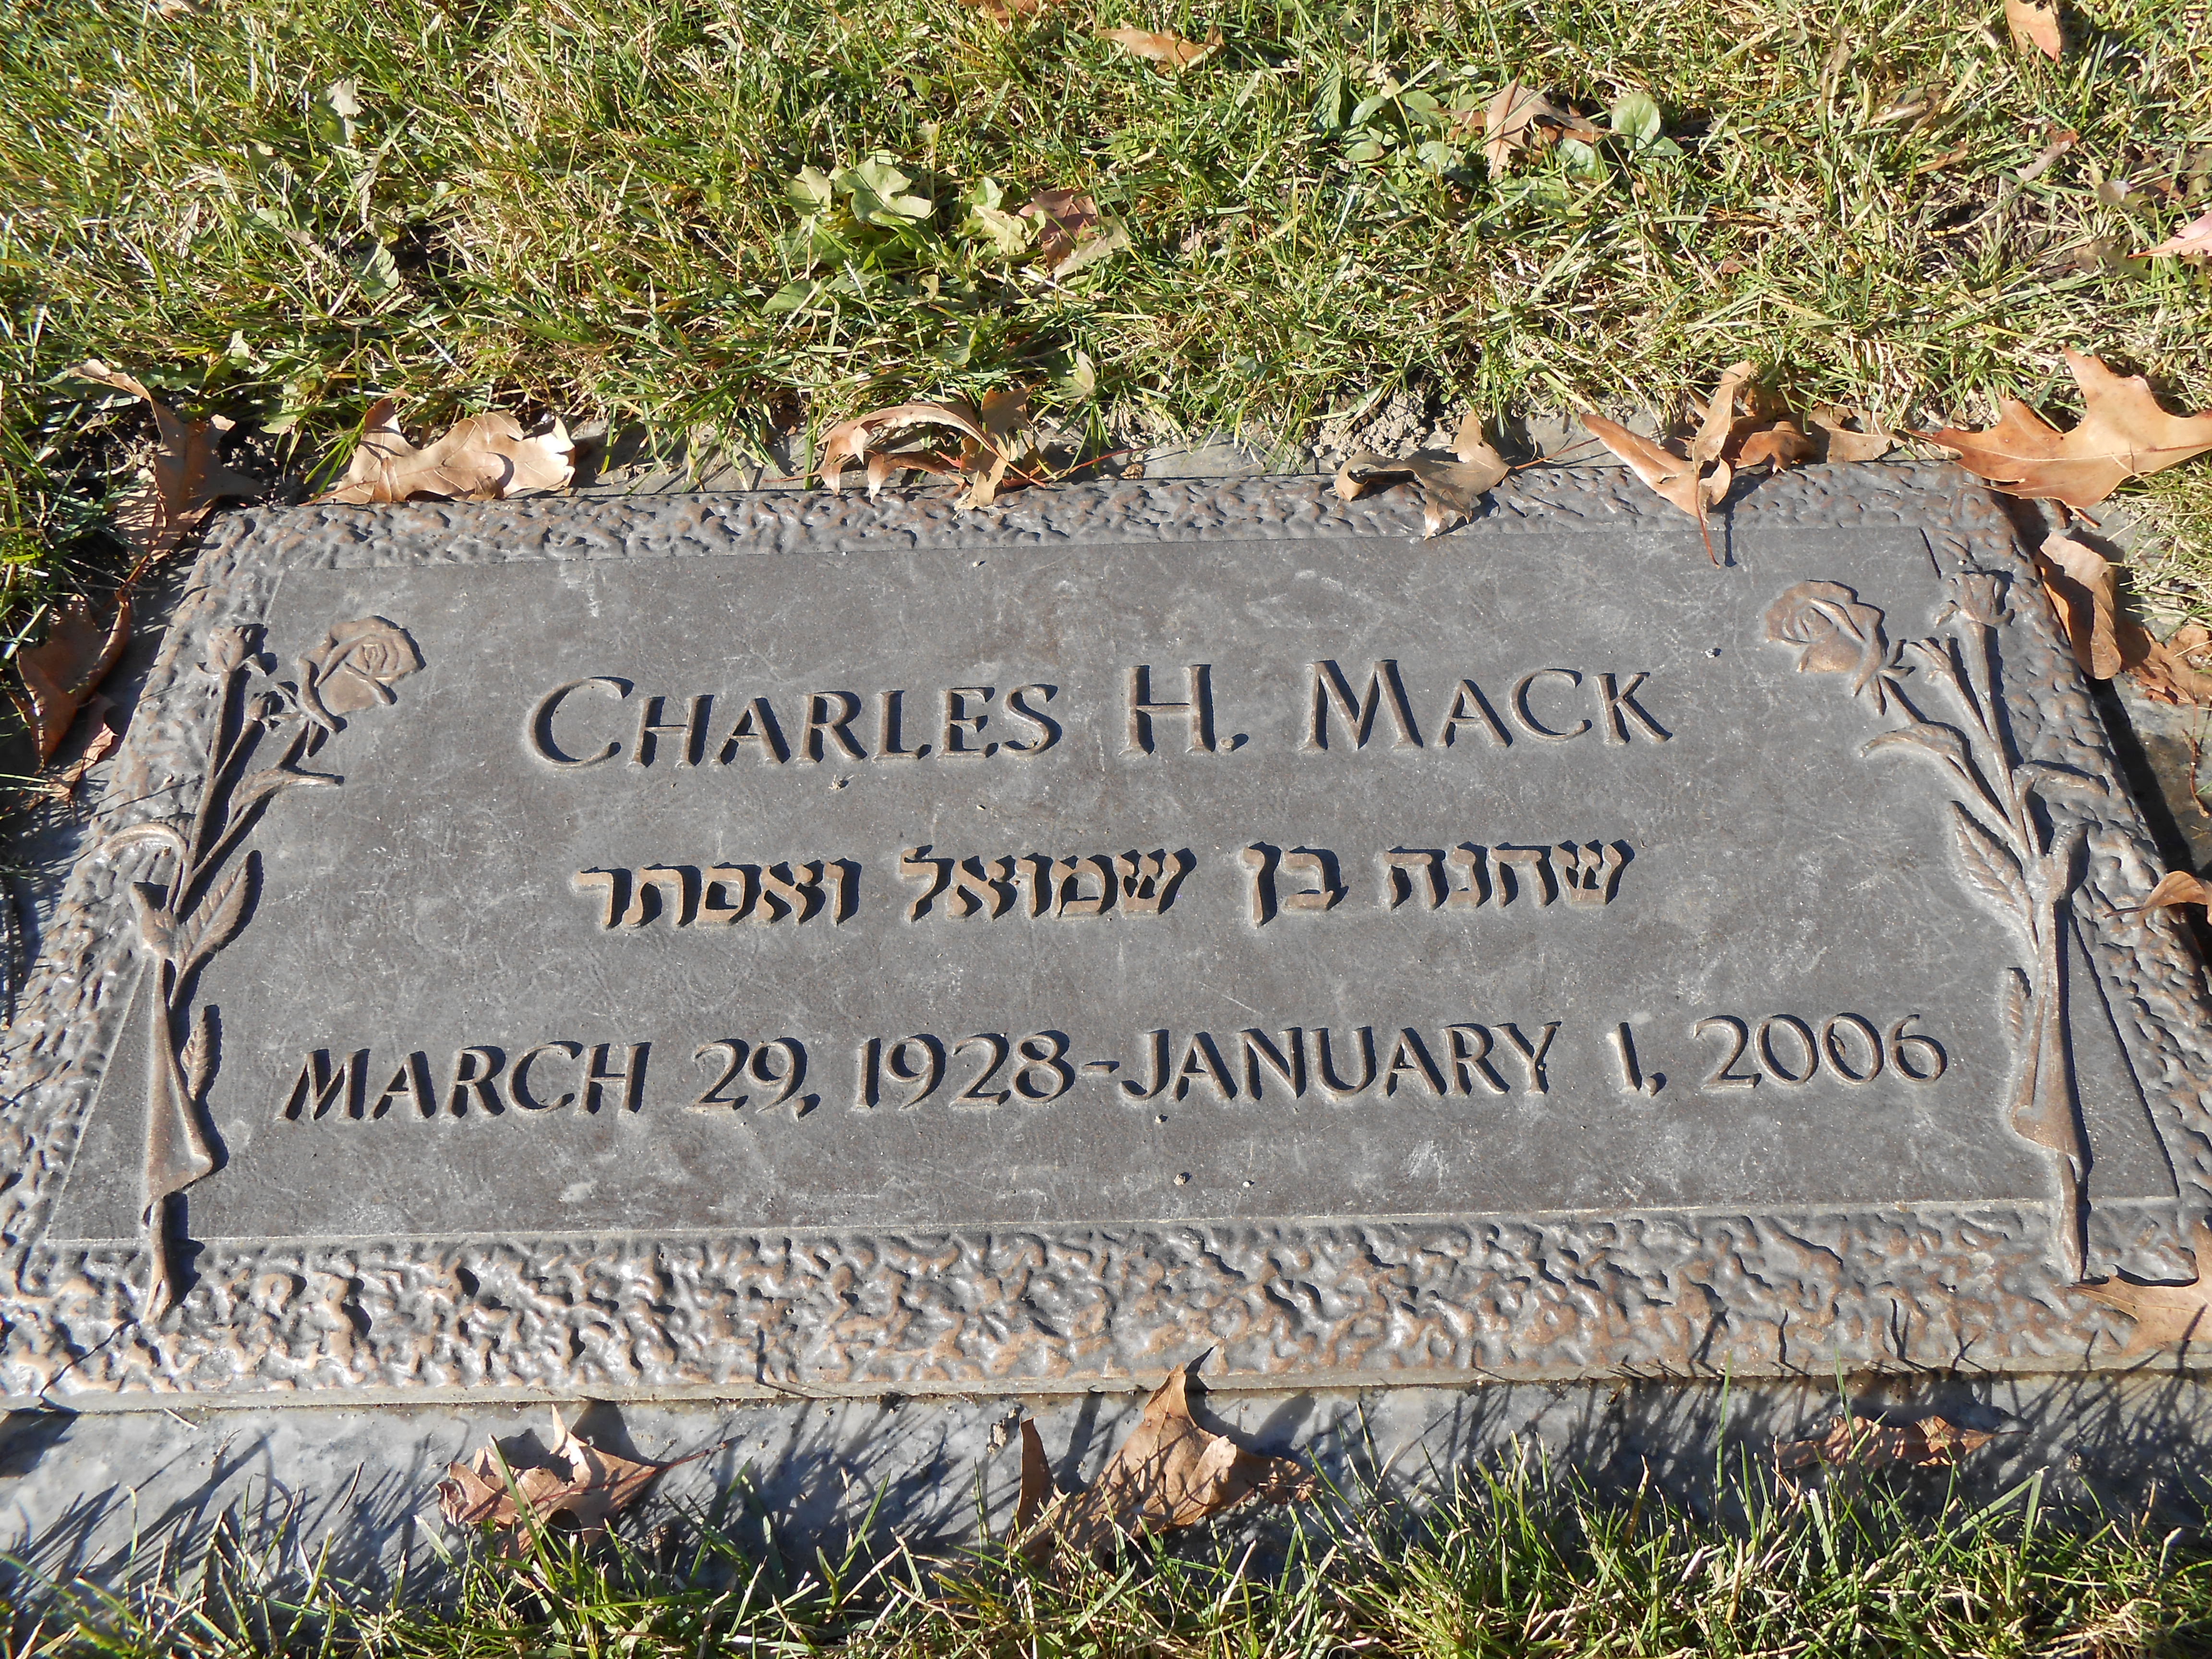 CHARLES H. MACK
שהנה בן שמואל ואסתר
MARCH 29, 1928-JANUARY 1, 2006